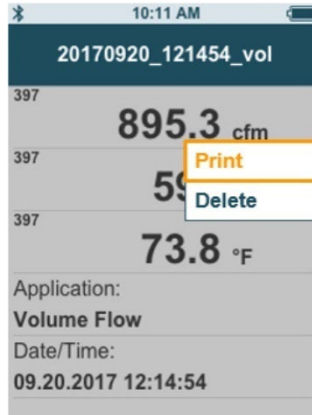 10:11 AM
20170920_121454_vol
397
895.3 cfm
397
Print
Delete
397
73.8 °F
Application:
Volume Flow
Date/Time:
09.20.2017 12:14:54